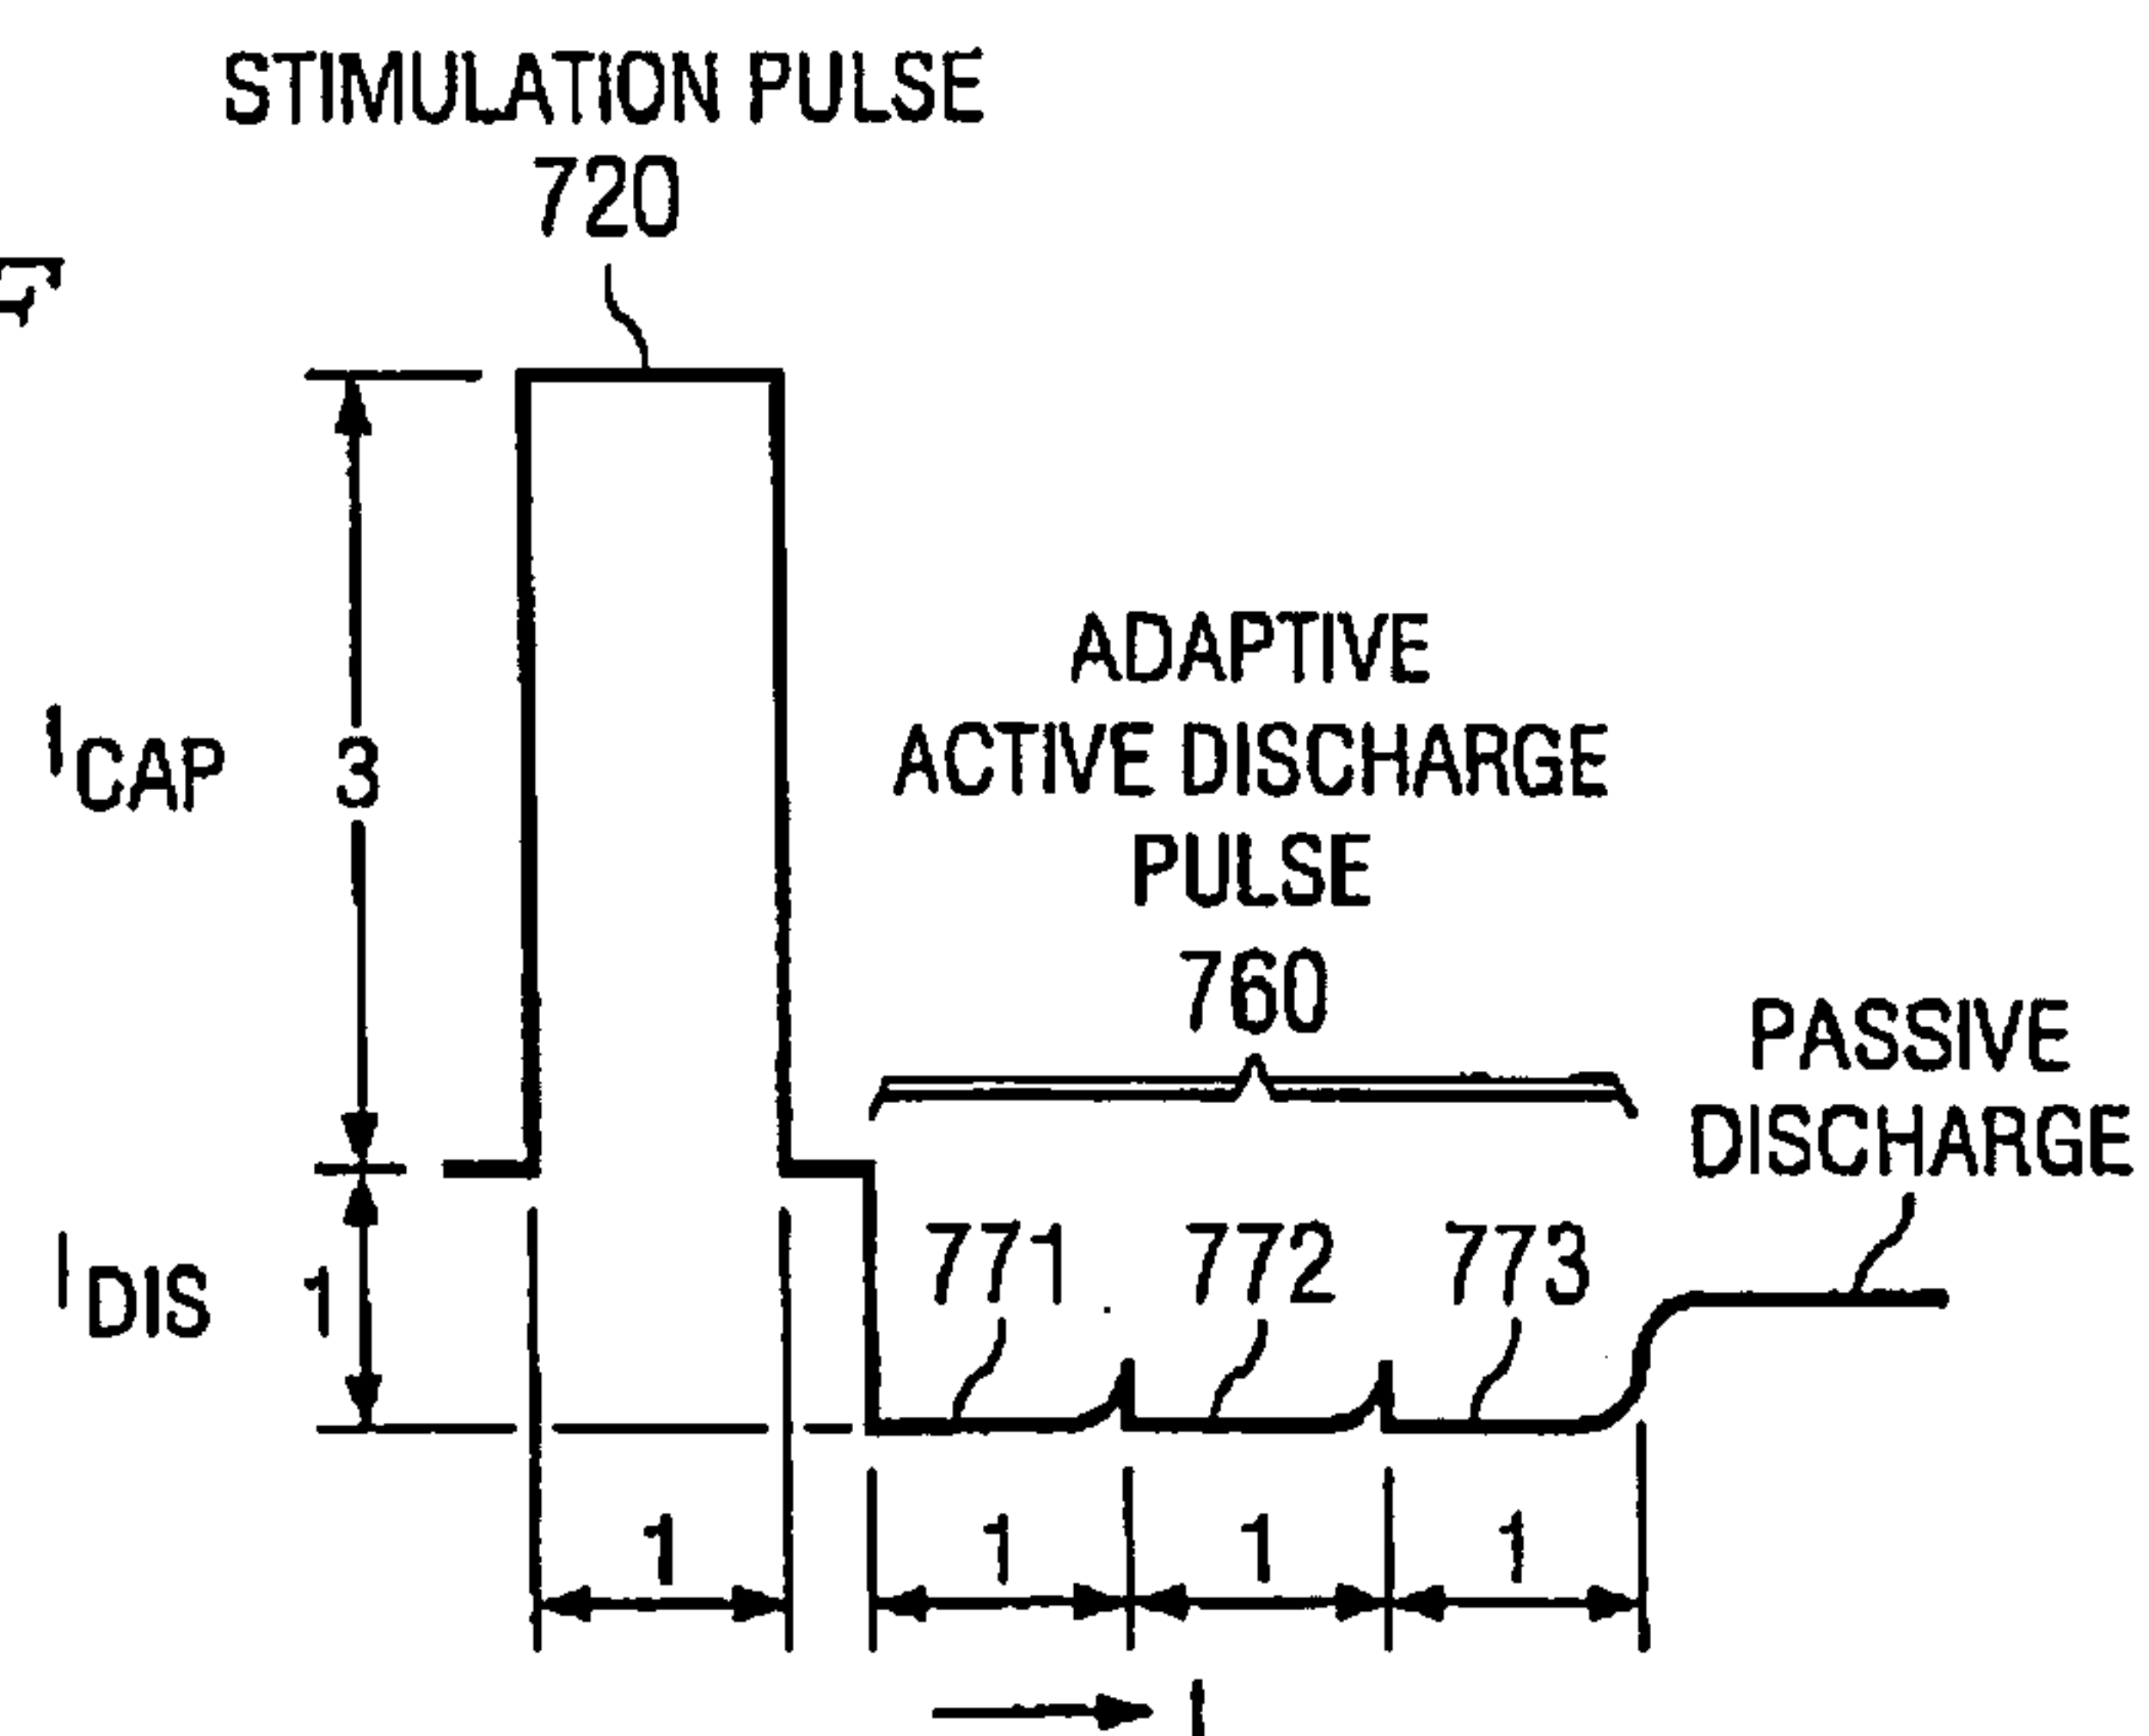 STIMULATION PULSE
720
ADAPTIVE
ACTIVE DISCHARGE
PULSE
760
PASSIVE
DISCHARGE
ICAP
3
IDIS
1
771
772
773
1
1
1
1